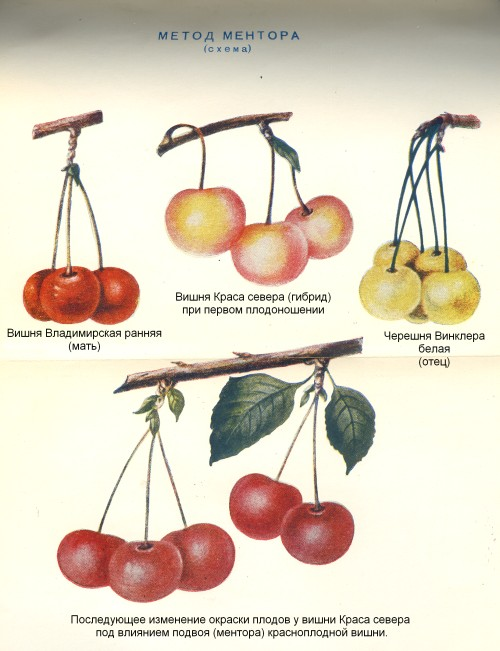 МЕТОД МЕНТОРА
(схема)
Вишня Владимирская ранняя
(мать)
Вишня Краса севера (гибрид)
при первом плодоношении
Черешня Винклера
белая
(отец)
Последующее изменение окраски плодов у вишни Краса севера
под влиянием подвоя (ментора) красноплодной вишни.